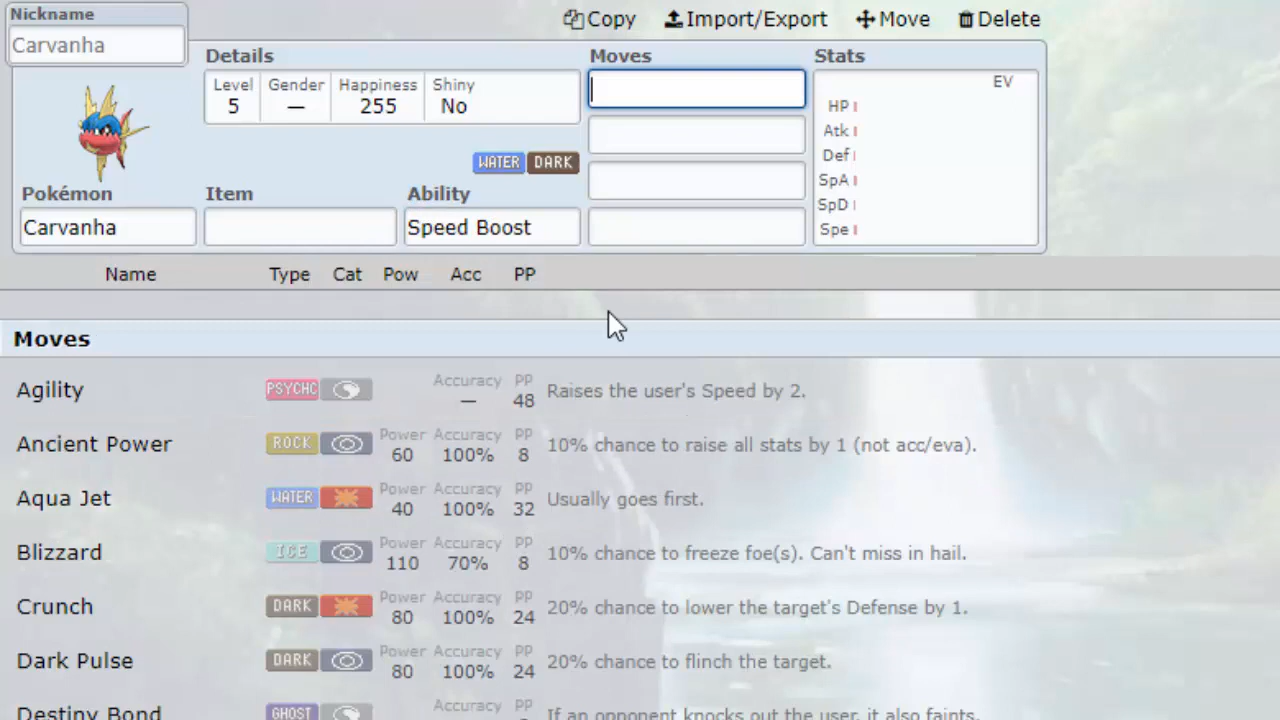 Nickname
Carvanha
Copy Import/Export Move Delete
Details
Level Gender Happiness Shiny
5 — 255 No
WATER DARK
Pokémon Item Ability
Carvanha Speed Boost
Moves
Stats
EV
HP
Atk
Def
SpA
SpD
Spe
Name Type Cat Pow Acc PP
Moves
Agility PSYCHC Accuracy — PP 48 Raises the user's Speed by 2.
Ancient Power ROCK Power 60 Accuracy 100% PP 8 10% chance to raise all stats by 1 (not acc/eva).
Aqua Jet WATER Power 40 Accuracy 100% PP 32 Usually goes first.
Blizzard ICE Power 110 Accuracy 70% PP 8 10% chance to freeze foe(s). Can't miss in hail.
Crunch DARK Power 80 Accuracy 100% PP 24 20% chance to lower the target's Defense by 1.
Dark Pulse DARK Power 80 Accuracy 100% PP 24 20% chance to flinch the target.
Destiny Bond GHOST Accuracy PP If an opponent knocks out the user, it also faints.